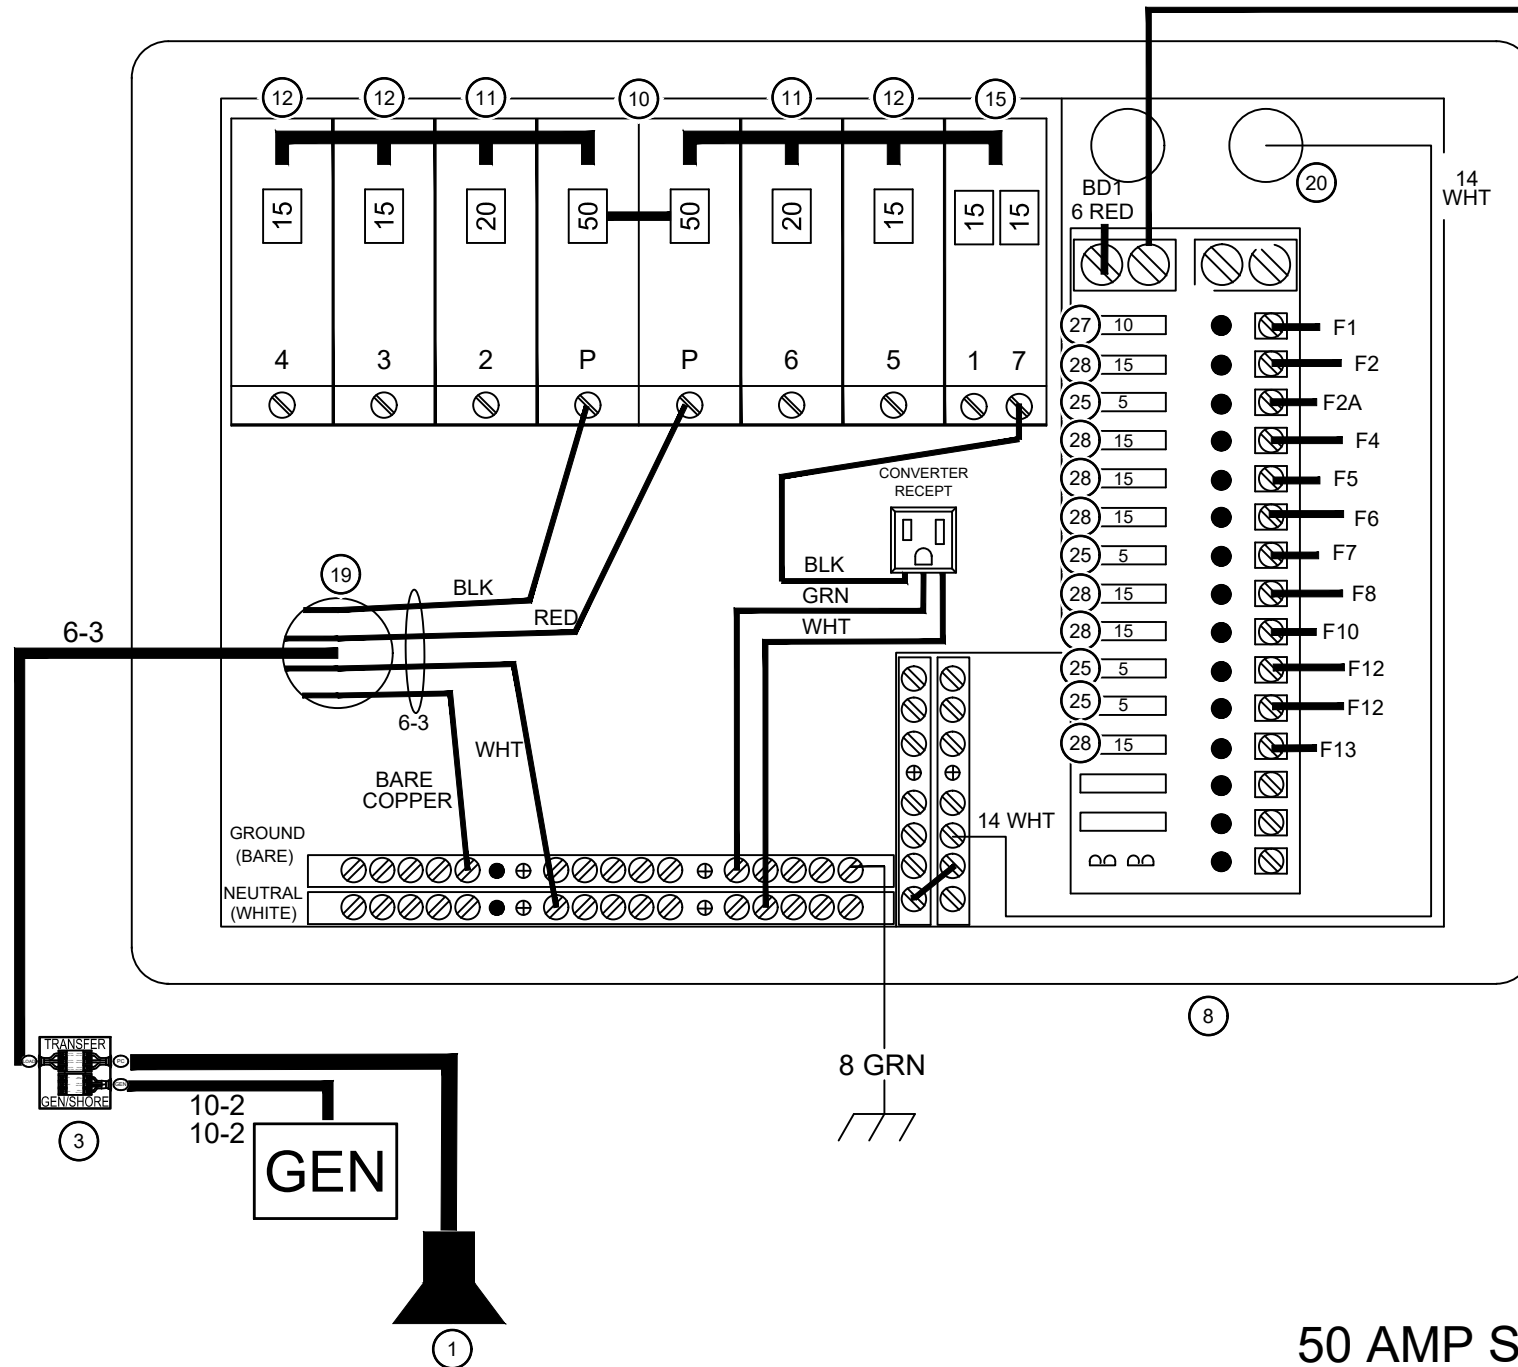 12 12 11 10 11 12 15
20
14
WHT
BD1
6 RED
15 15 20 50 50 20 15 15 15
4 3 2 P P 6 5 1 7
27 10 F1
28 15 F2
25 5 F2A
28 15 F4
28 15 F5
28 15 F6
25 5 F7
28 15 F8
28 15 F10
25 5 F12
25 5 F12
28 15 F13
CONVERTER
RECEPT
BLK
GRN
WHT
19
BLK
RED
6-3
6-3
WHT
BARE
COPPER
14 WHT
GROUND
(BARE)
NEUTRAL
(WHITE)
8
8 GRN
TRANSFER
PC
GEN
GEN/SHORE
3
10-2
10-2
GEN
1
50 AMP S